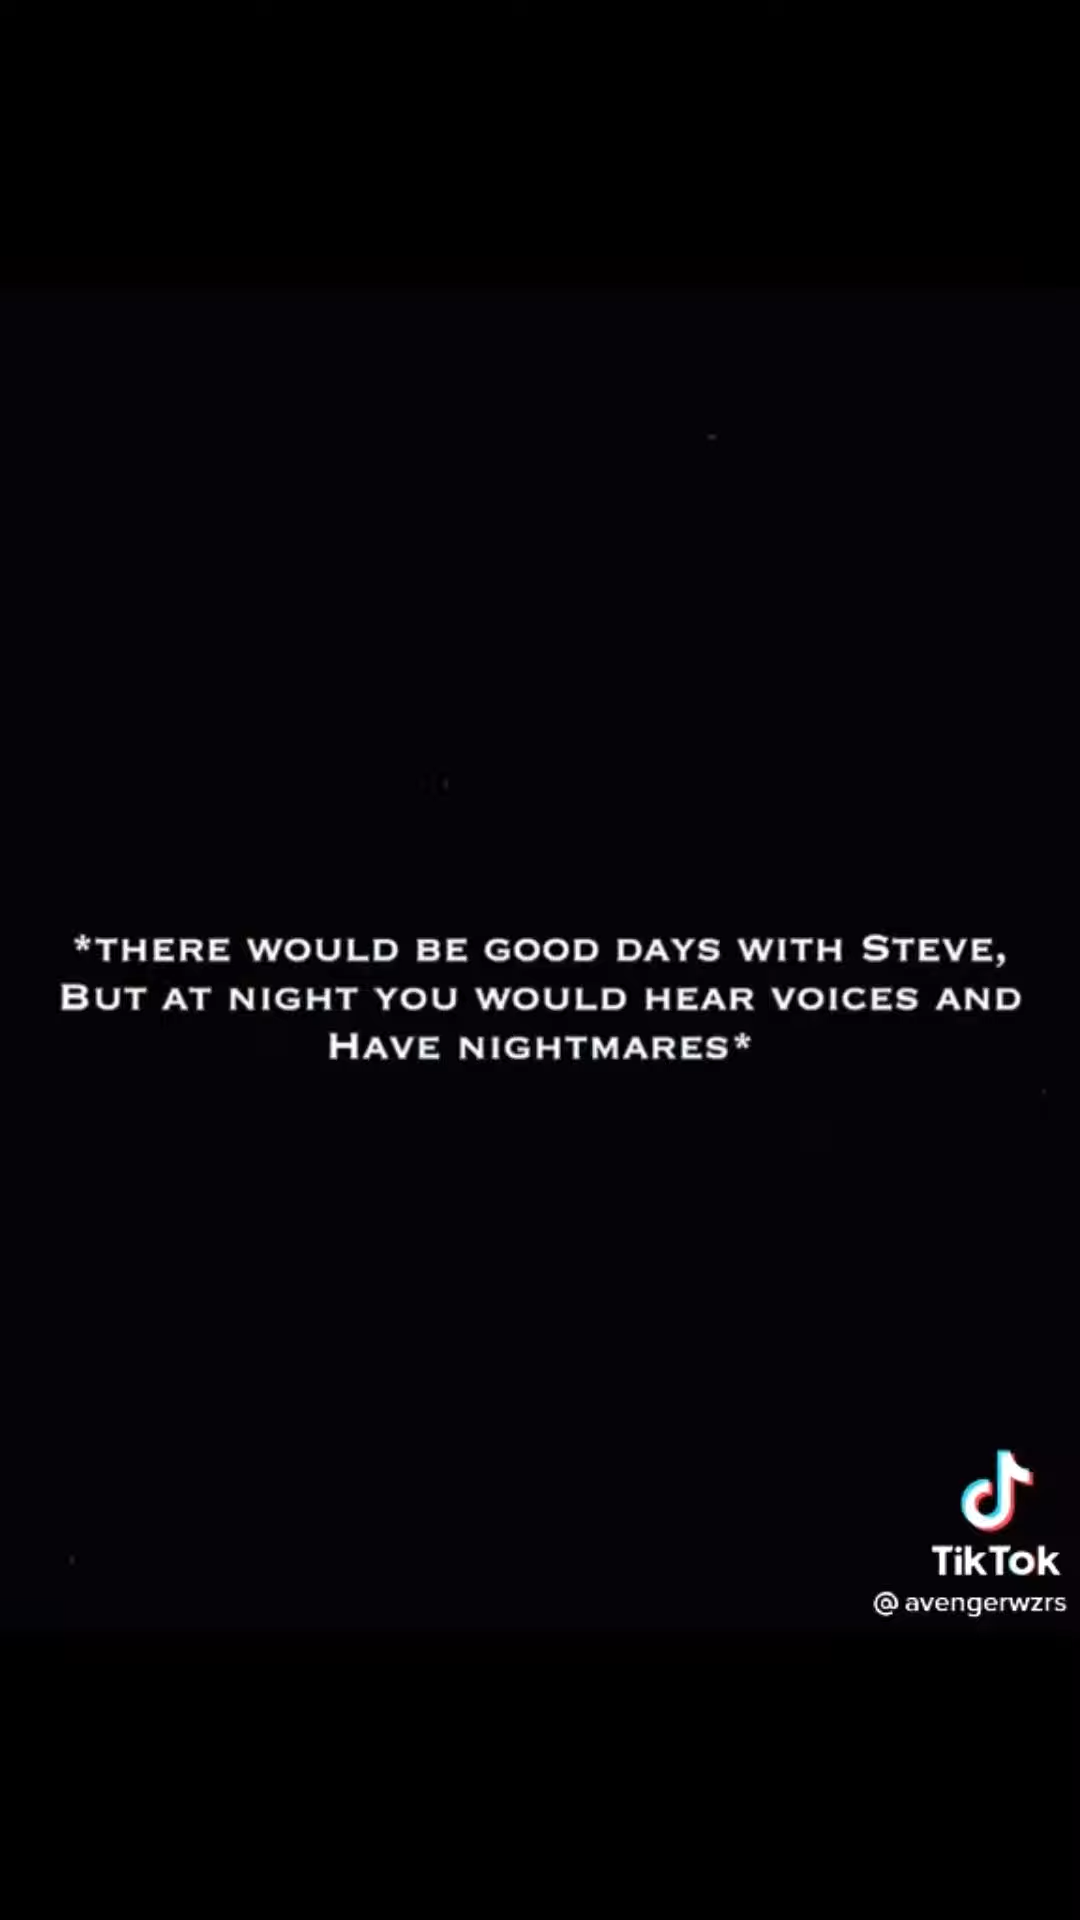 *THERE WOULD BE GOOD DAYS WITH STEVE,
BUT AT NIGHT YOU WOULD HEAR VOICES AND
HAVE NIGHTMARES*
TikTok
@avengerwzrs